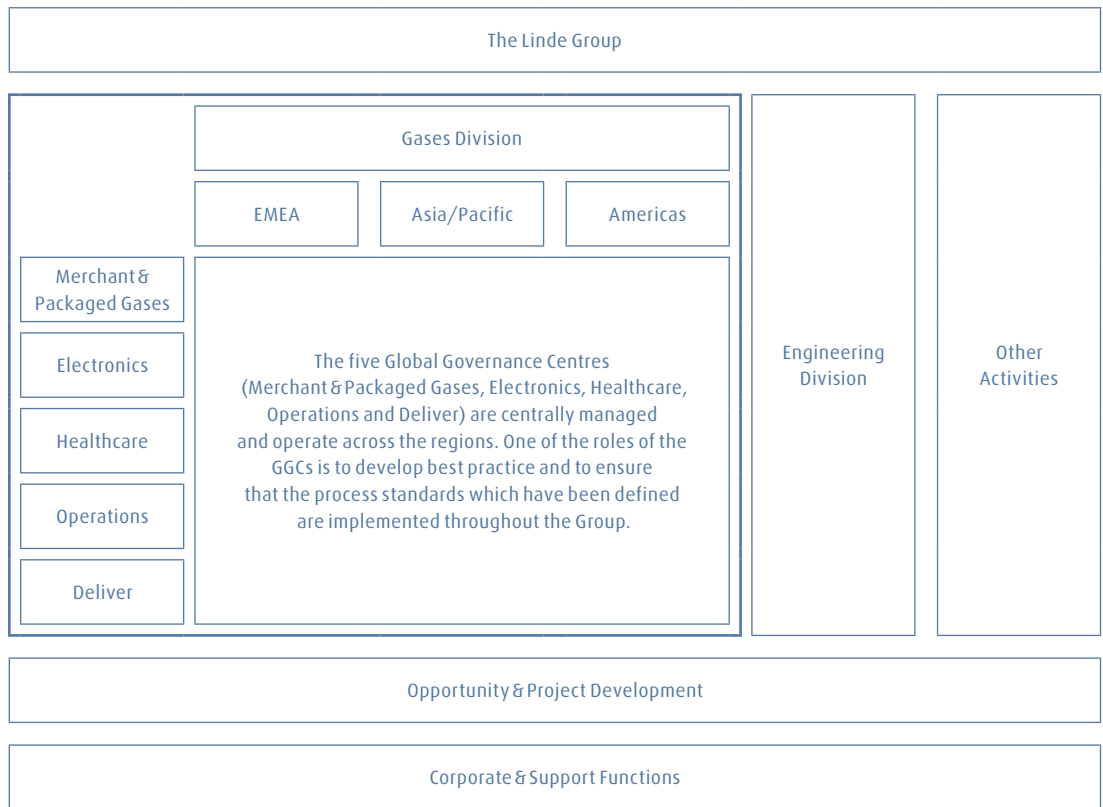 The Linde Group
Gases Division
EMEA
Asia/Pacific
Americas
Merchant &
Packaged Gases
Electronics
Healthcare
Operations
Deliver
The five Global Governance Centres
(Merchant & Packaged Gases, Electronics, Healthcare,
Operations and Deliver) are centrally managed
and operate across the regions. One of the roles of the
GGCs is to develop best practice and to ensure
that the process standards which have been defined
are implemented throughout the Group.
Engineering
Division
Other
Activities
Opportunity & Project Development
Corporate & Support Functions